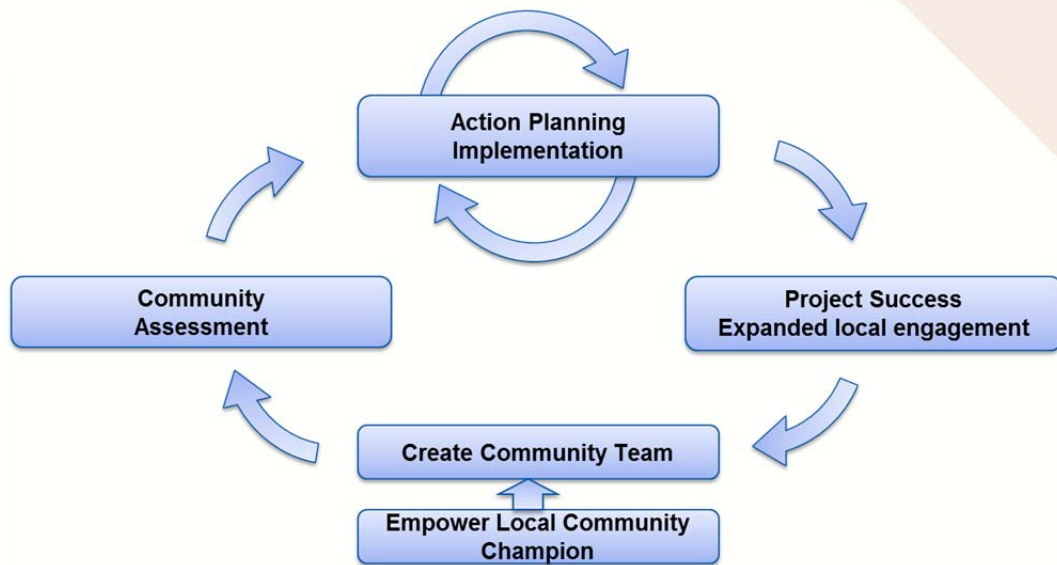 Action Planning
Implementation
Community
Assessment
Project Success
Expanded local engagement
Create Community Team
Empower Local Community
Champion